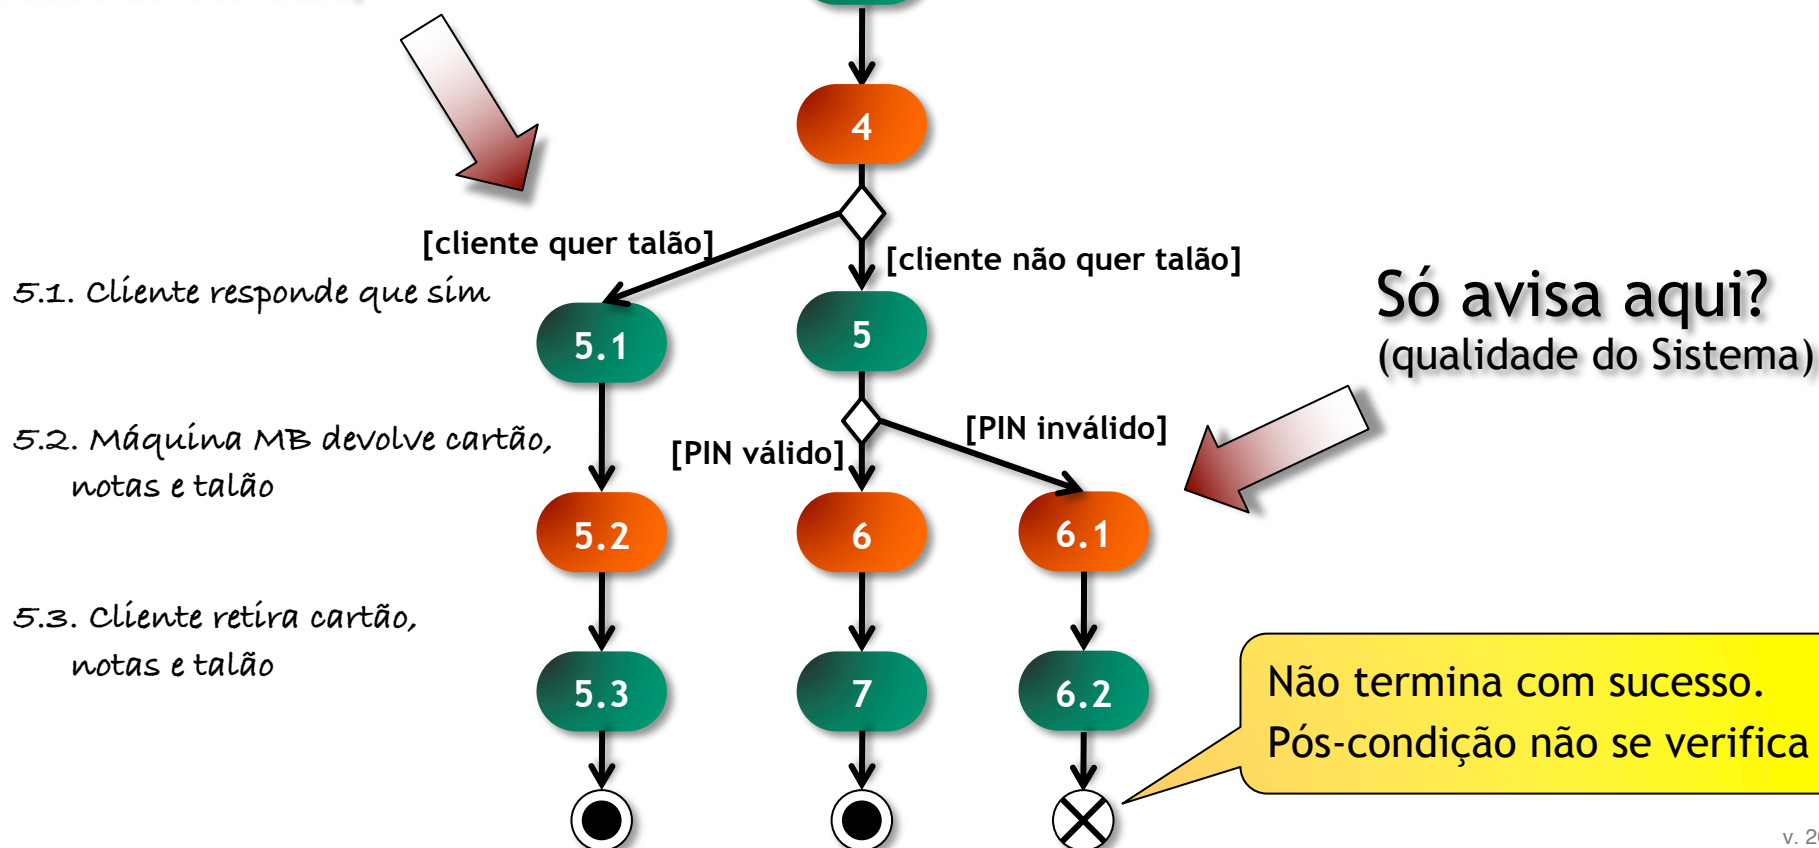 4
[cliente quer talão]
[cliente não quer talão]
5.1. Cliente responde que sim
5.1
5
Só avisa aqui?
(qualidade do Sistema)
5.2. Máquina MB devolve cartão,
notas e talão
[PIN válido]
[PIN inválido]
5.2
6
6.1
5.3. Cliente retira cartão,
notas e talão
5.3
7
6.2
Não termina com sucesso.
Pós-condição não se verifica